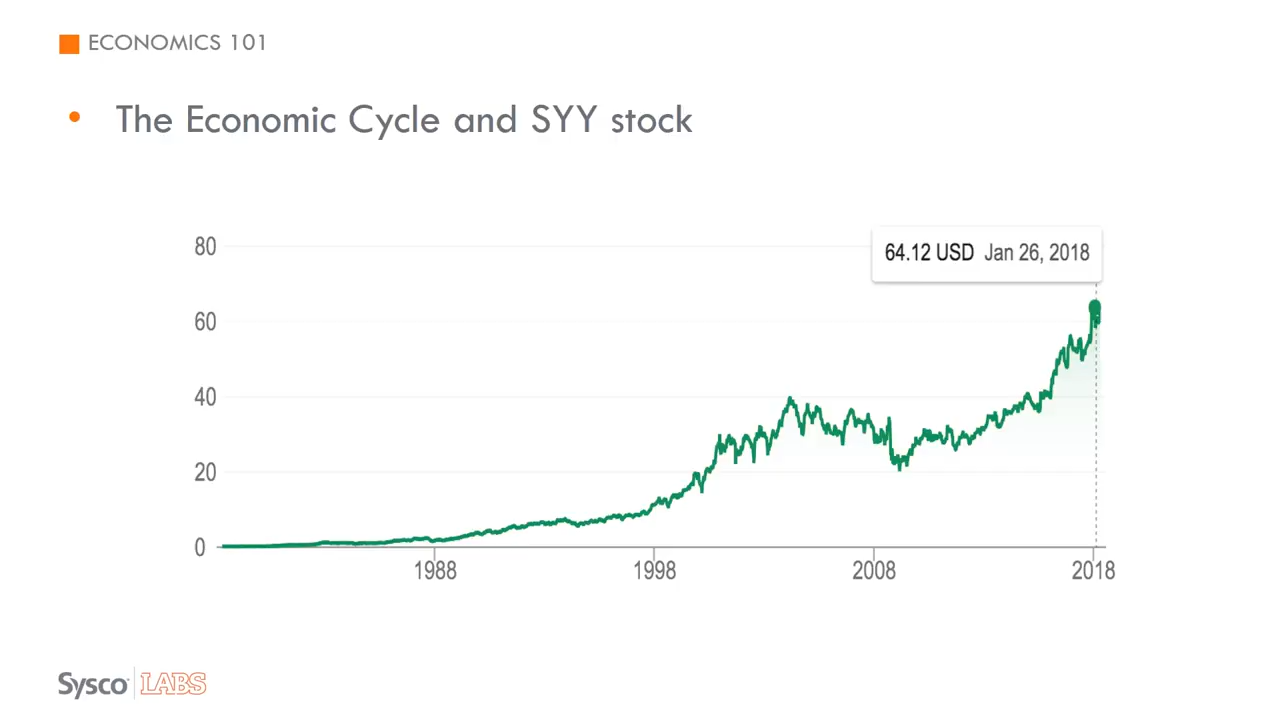 ECONOMICS 101
• The Economic Cycle and SYY stock
64.12 USD Jan 26, 2018
80
60
40
20
0
1988 1998 2008 2018
Sysco LABS